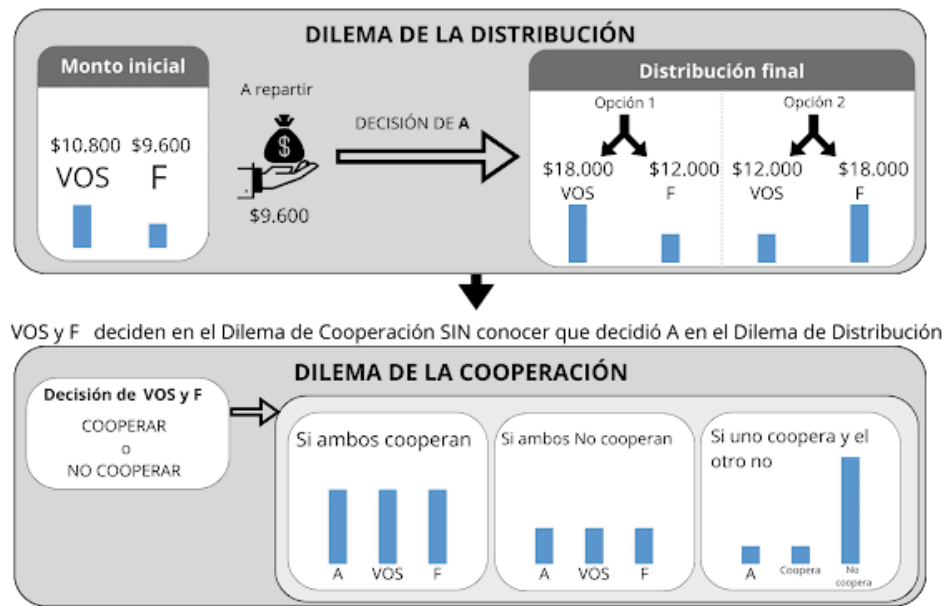 DILEMA DE LA DISTRIBUCIÓN
Monto inicial
$10.800 $9.600
VOS F
A repartir
$
$9.600
DECISIÓN DE A
Distribución final
Opción 1
Opción 2
$18.000 $12.000
VOS F
$12.000 $18.000
VOS F
VOS y F deciden en el Dilema de Cooperación SIN conocer que decidió A en el Dilema de Distribución
DILEMA DE LA COOPERACIÓN
Decisión de VOS y F
COOPERAR
o
NO COOPERAR
Si ambos cooperan
A VOS F
Si ambos No cooperan
A VOS F
Si uno coopera y el
otro no
A Coopera No
coopera